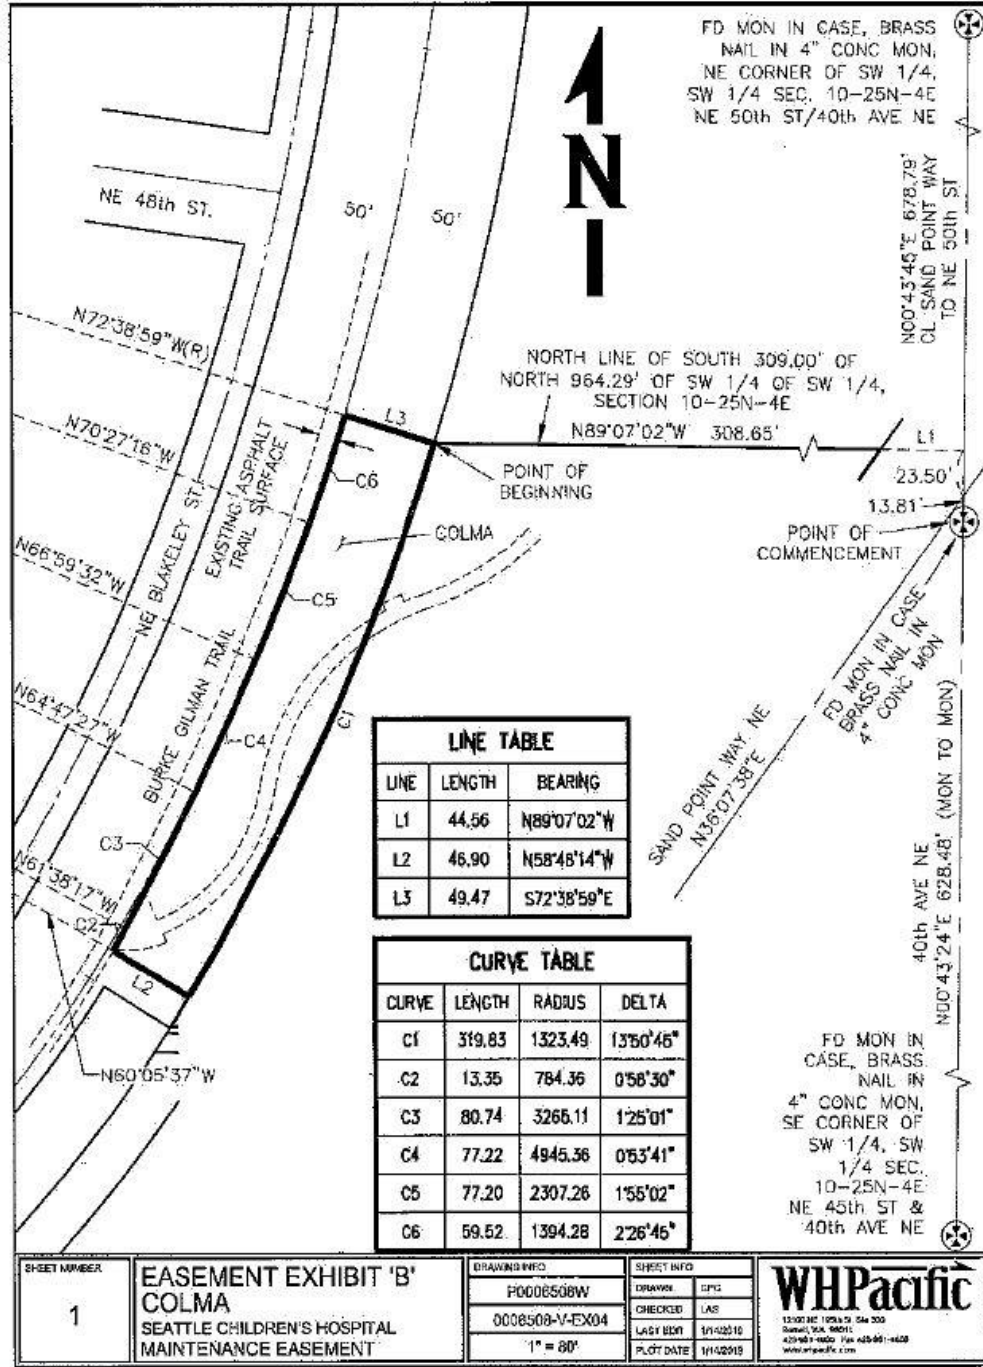 FD MON IN CASE, BRASS
NAIL IN 4" CONC MON,
NE CORNER OF SW 1/4,
SW 1/4 SEC. 10-25N-4E
NE 50th ST/40th AVE NE
N
NE 48th ST.
50'
50'
N00°43'45"E 678.79'
CL SAND POINT WAY
TO NE 50th ST
N72°38'59"W(R)
NORTH LINE OF SOUTH 309.00' OF
NORTH 964.29' OF SW 1/4 OF SW 1/4,
SECTION 10-25N-4E
N89°07'02"W 308.65'
L3
L1
N70°27'16"W
EXISTING ASPHALT
TRAIL SURFACE
C6
POINT OF
BEGINNING
23.50'
13.81'
COLMA
POINT OF
COMMENCEMENT
N66°59'32"W
NE BLAKELEY ST.
C5
BURKE GILMAN TRAIL
FD MON IN CASE
BRASS NAIL IN
4" CONC MON
N64°47'27"W
C4
C1
SAND POINT WAY NE
N36°07'38"E
40th AVE NE
N00°43'24"E 628.48' (MON TO MON)
C3
N61°38'17"W
C2
L2
N60°05'37"W
LINE TABLE
LINE LENGTH BEARING
L1 44.56 N89°07'02"W
L2 46.90 N58°48'14"W
L3 49.47 S72°38'59"E
CURVE TABLE
CURVE LENGTH RADIUS DELTA
C1 319.83 1323.49 13°50'46"
C2 13.35 784.36 0°58'30"
C3 80.74 3265.11 1°25'01"
C4 77.22 4945.36 0°53'41"
C5 77.20 2307.26 1°55'02"
C6 59.52 1394.28 2°26'45"
FD MON IN
CASE, BRASS
NAIL IN
4" CONC MON,
SE CORNER OF
SW 1/4, SW
1/4 SEC.
10-25N-4E
NE 45th ST &
40th AVE NE
SHEET NUMBER
1
EASEMENT EXHIBIT 'B'
COLMA
SEATTLE CHILDREN'S HOSPITAL
MAINTENANCE EASEMENT
DRAWING INFO
P0006508W
0006508-V-EX04
1" = 80'
SHEET INFO
DRAWN
CHECKED LAS
LAST EDIT
PLOT DATE
WHPacific